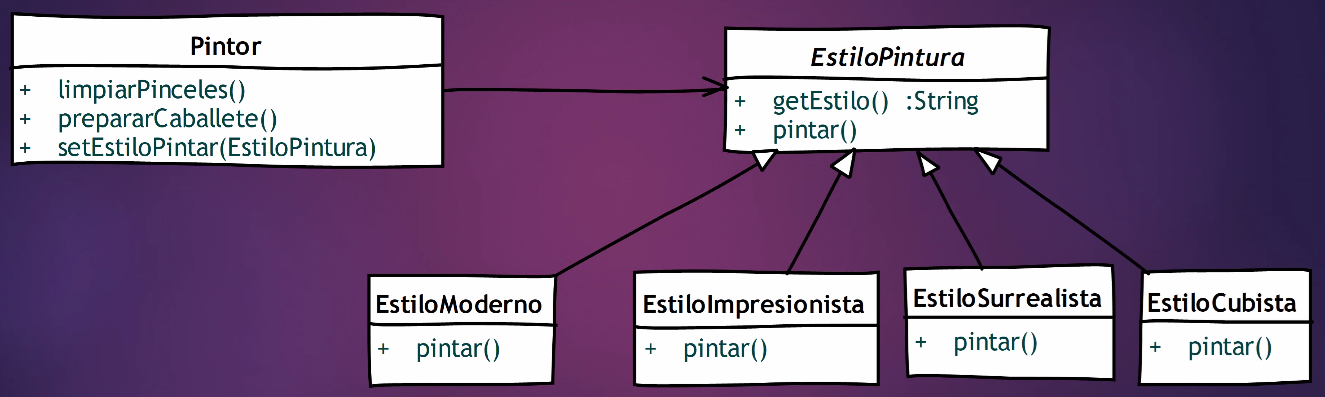 Pintor
+ limpiarPinceles()
+ prepararCaballete()
+ setEstiloPintar(EstiloPintura)
EstiloPintura
+ getEstilo() :String
+ pintar()
EstiloModerno
+ pintar()
EstiloImpresionista
+ pintar()
EstiloSurrealista
+ pintar()
EstiloCubista
+ pintar()